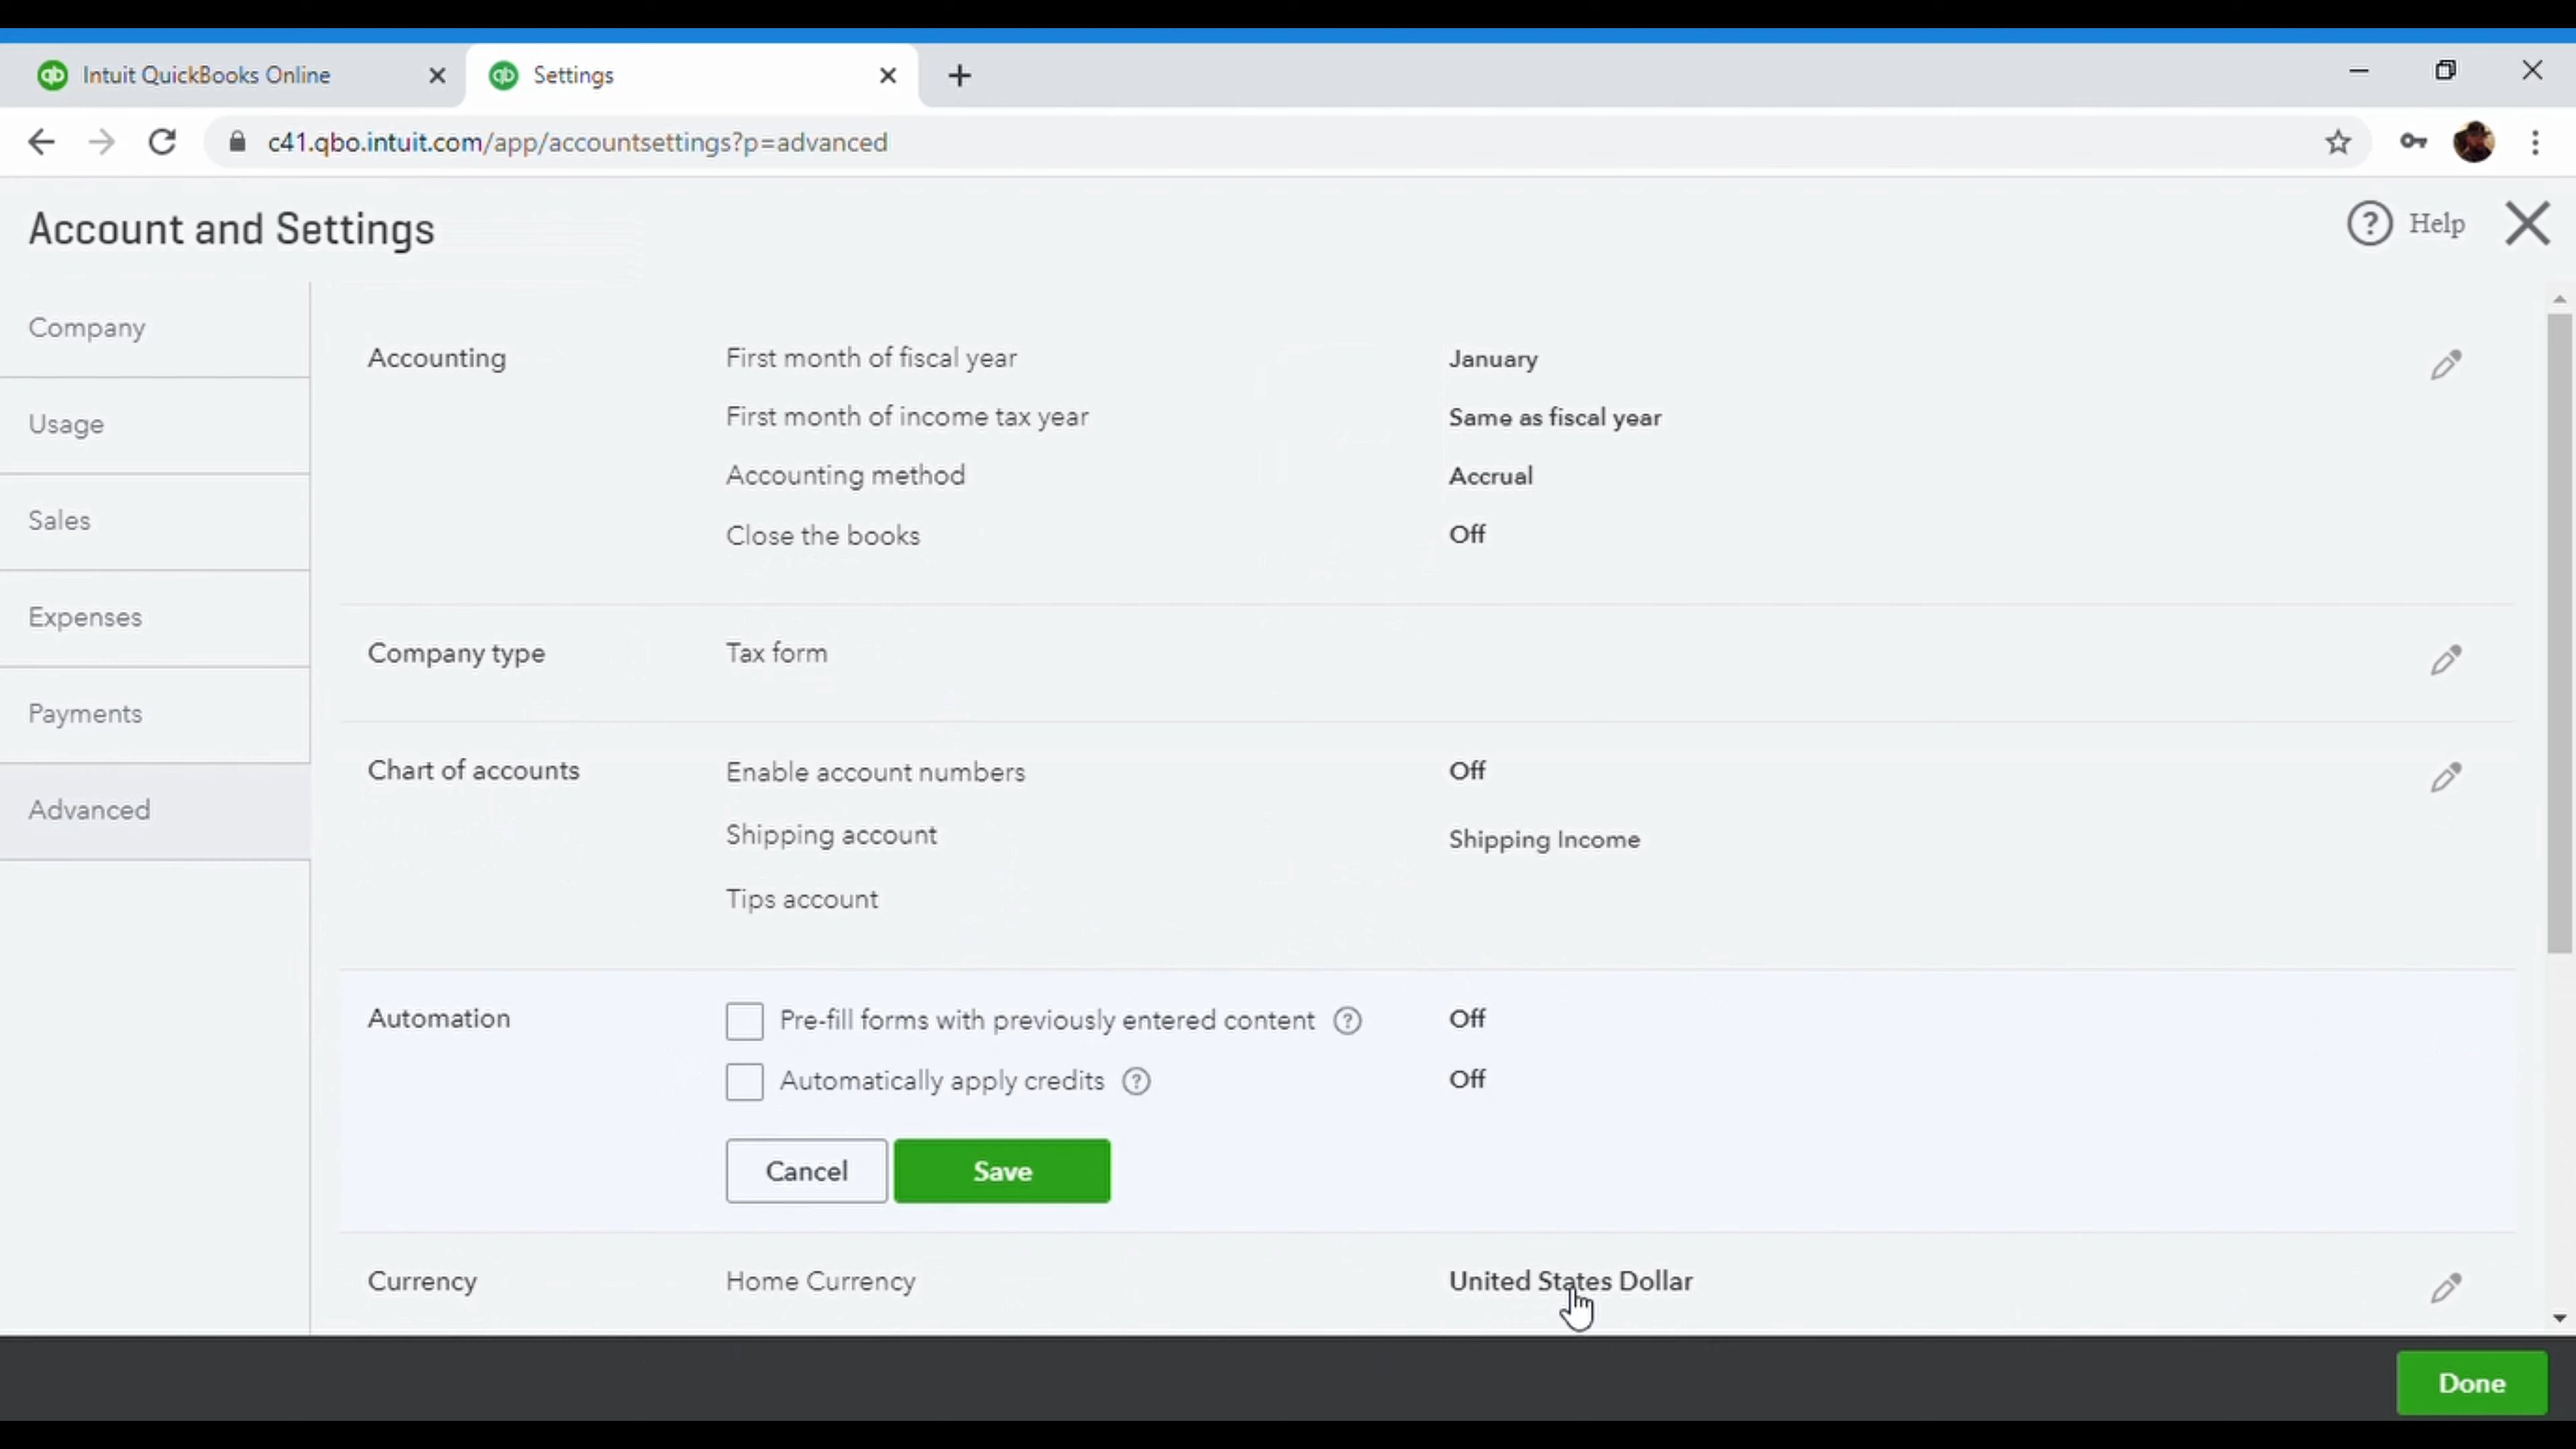 Intuit QuickBooks Online
Settings
c41.qbo.intuit.com/app/accountsettings?p=advanced
Account and Settings
Help
Company
Usage
Sales
Expenses
Payments
Advanced
Accounting First month of fiscal year January
First month of income tax year Same as fiscal year
Accounting method Accrual
Close the books Off
Company type Tax form
Chart of accounts Enable account numbers Off
Shipping account Shipping Income
Tips account
Automation Pre-fill forms with previously entered content ? Off
Automatically apply credits ? Off
Cancel Save
Currency Home Currency United States Dollar
Done